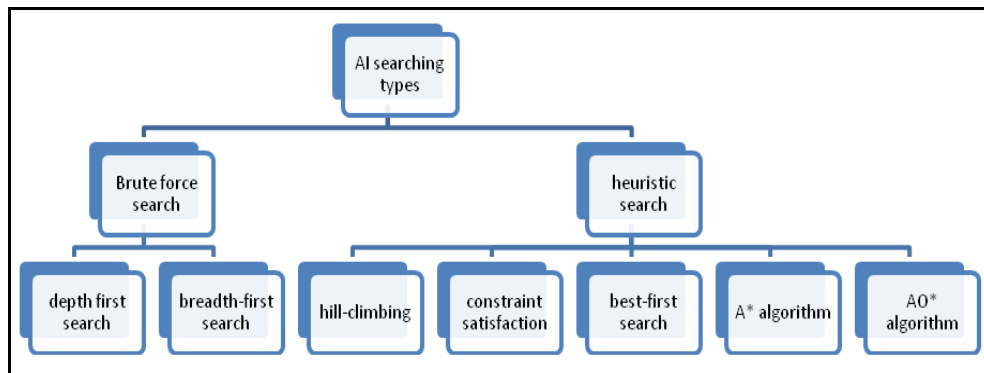 AI searching
types
Brute force
search
heuristic
search
depth first
search
breadth-first
search
hill-climbing
constraint
satisfaction
best-first
search
A* algorithm
AO*
algorithm